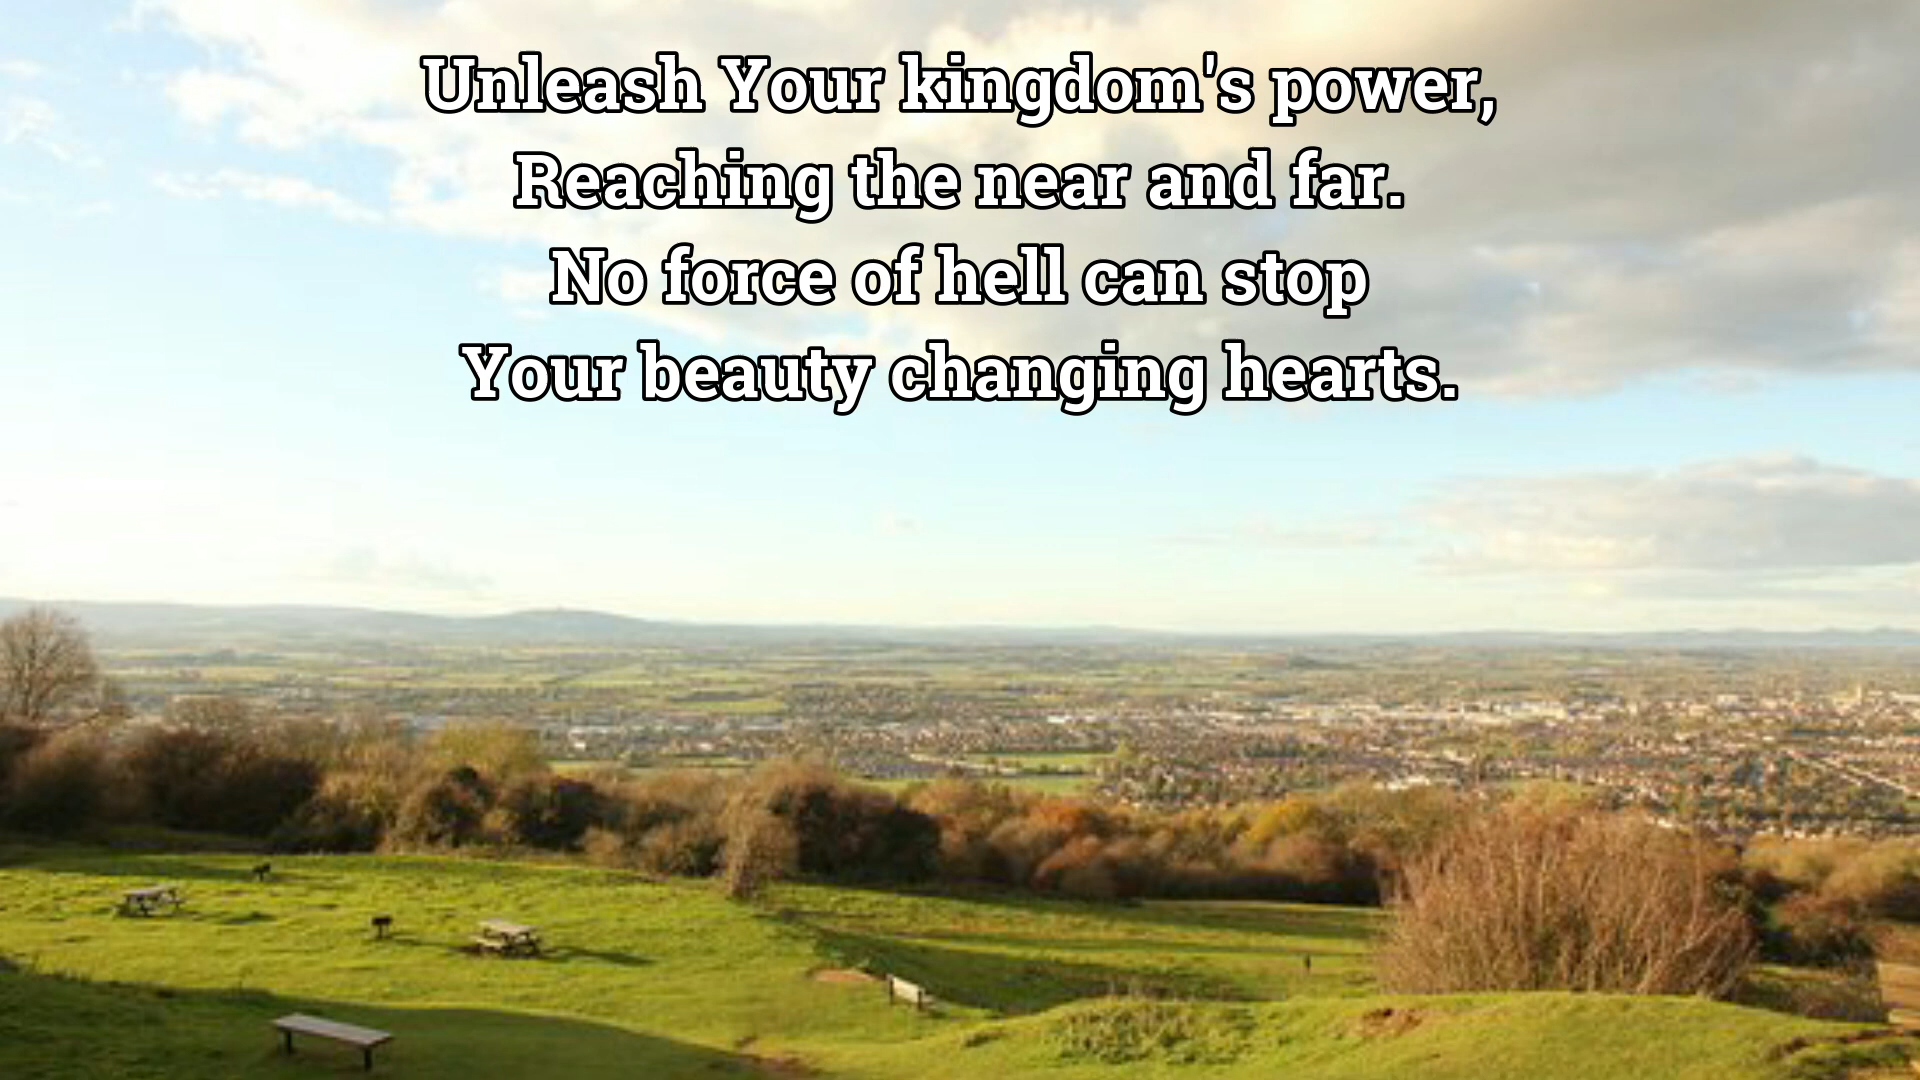 Unleash Your kingdom's power,
Reaching the near and far.
No force of hell can stop
Your beauty changing hearts.